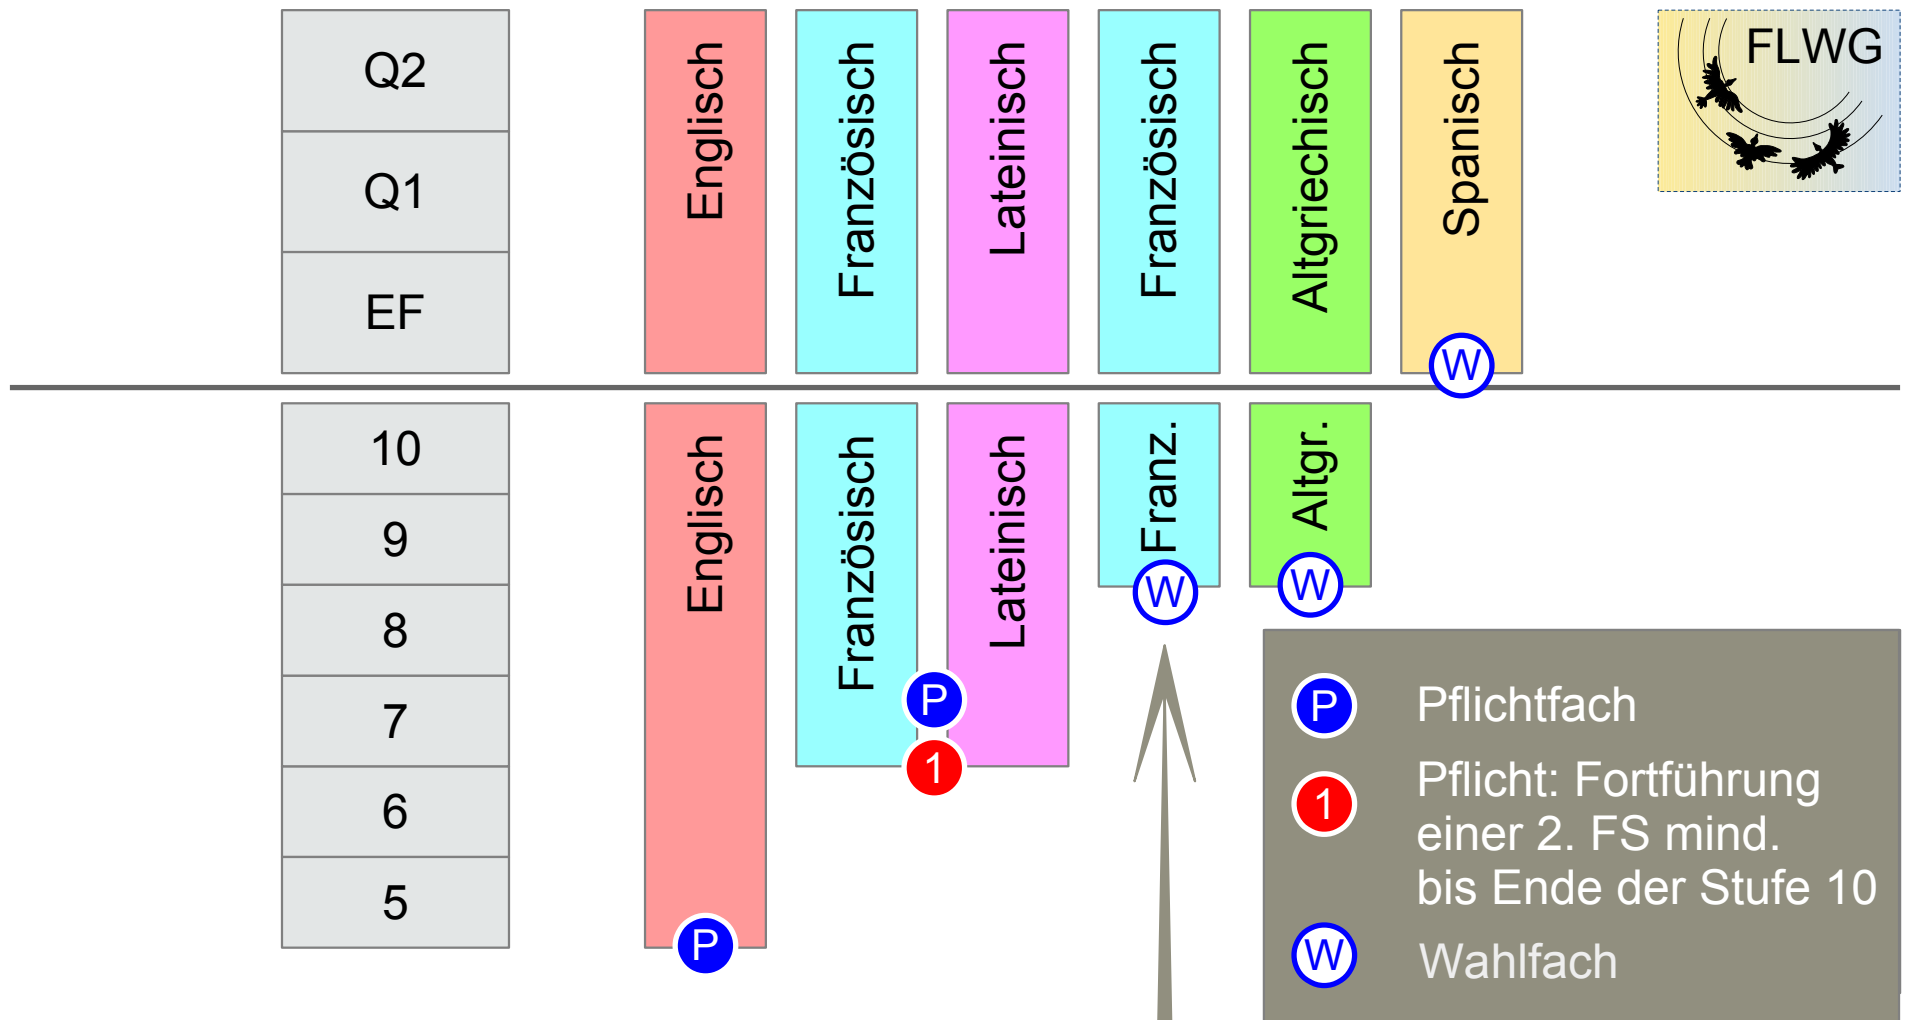 Q2
Q1
EF
Englisch
Französisch
Lateinisch
Französisch
Altgriechisch
Spanisch
W
FLWG
10
9
8
7
6
5
Englisch
P
Französisch
Lateinisch
P
1
Franz.
W
Altgr.
W
P Pflichtfach
1 Pflicht: Fortführung
einer 2. FS mind.
bis Ende der Stufe 10
W Wahlfach